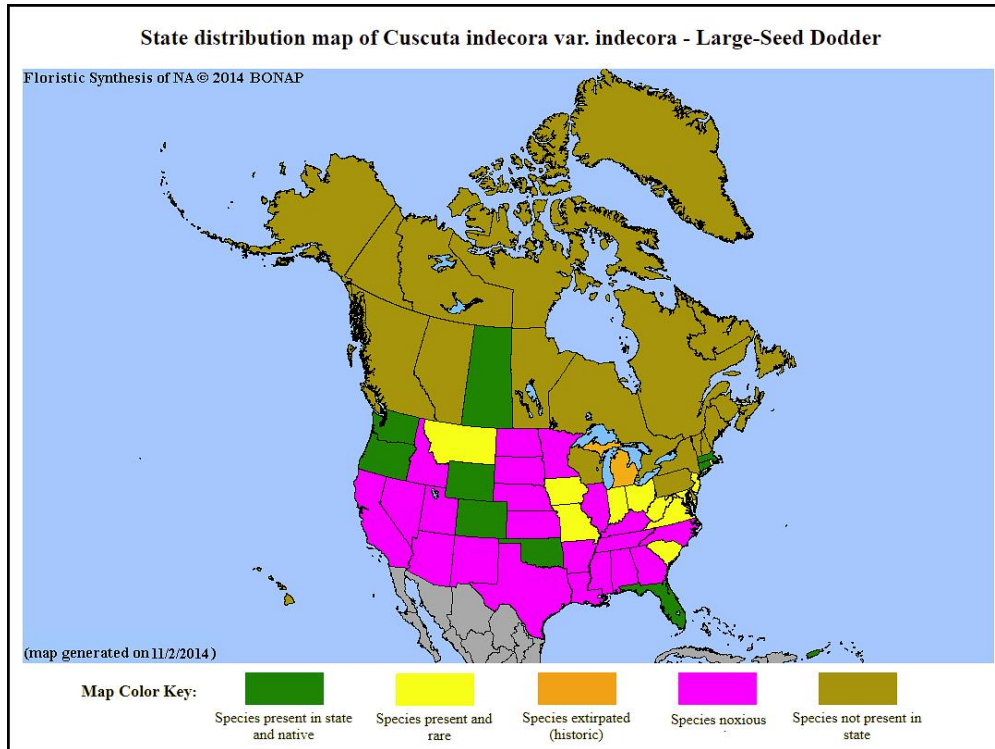 State distribution map of Cuscuta indecora var. indecora - Large-Seed Dodder
Floristic Synthesis of NA © 2014 BONAP
(map generated on 11/2/2014)
Map Color Key:
Species present in state
and native
Species present and
rare
Species extirpated
(historic)
Species noxious
Species not present in
state